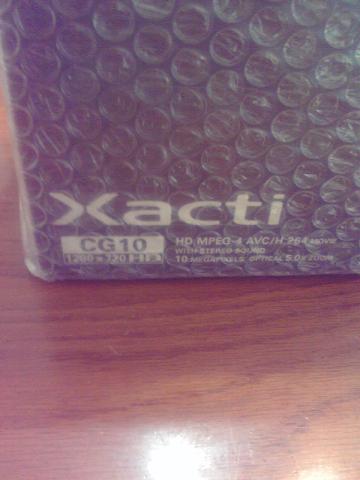 Xacti
CG10
1280 x 720 HD
HD MPEG-4 AVC/H.264 MOVIE
WITH STEREO SOUND
10 MEGAPIXELS OPTICAL 5.0x ZOOM